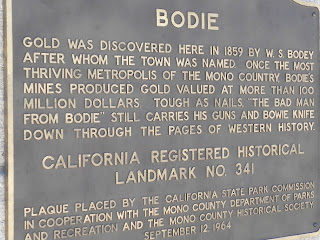 BODIE
GOLD WAS DISCOVERED HERE IN 1859 BY W. S. BODEY
AFTER WHOM THE TOWN WAS NAMED. ONCE THE MOST
THRIVING METROPOLIS OF THE MONO COUNTRY, BODIE'S
MINES PRODUCED GOLD VALUED AT MORE THAN 100
MILLION DOLLARS. TOUGH AS NAILS, "THE BAD MAN
FROM BODIE" STILL CARRIES HIS GUNS AND BOWIE KNIFE
DOWN THROUGH THE PAGES OF WESTERN HISTORY.
CALIFORNIA REGISTERED HISTORICAL
LANDMARK NO. 341
PLAQUE PLACED BY THE CALIFORNIA STATE PARK COMMISSION
IN COOPERATION WITH THE MONO COUNTY DEPARTMENT OF PARKS
AND RECREATION AND THE MONO COUNTY HISTORICAL SOCIETY,
SEPTEMBER 12, 1964